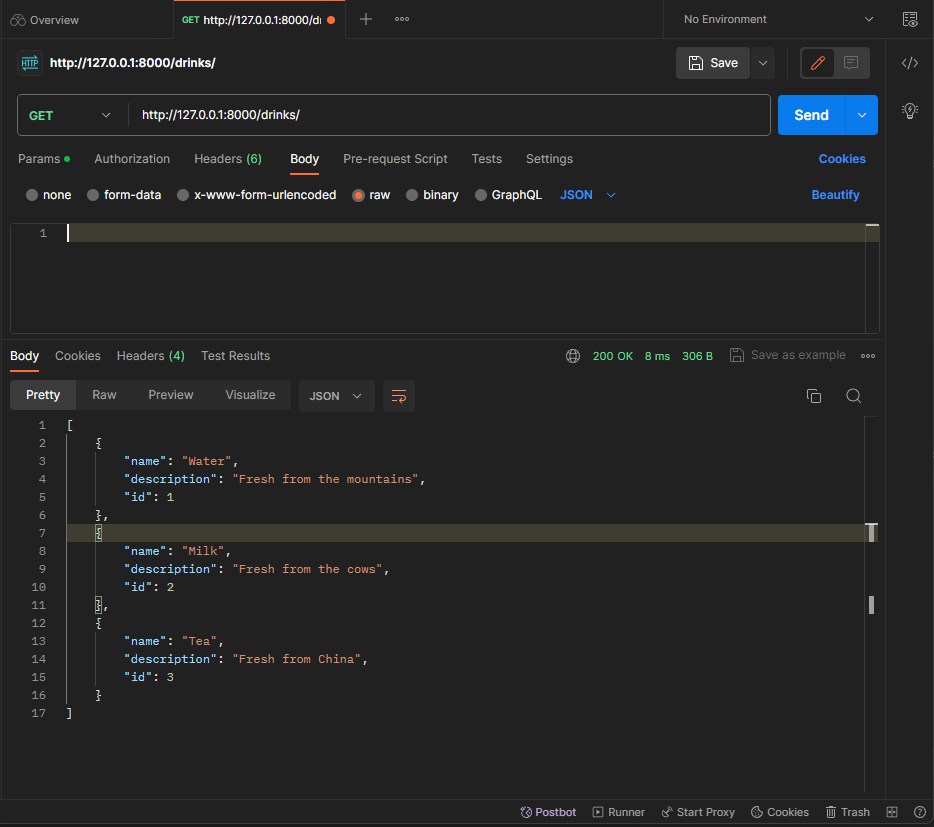 Overview
GET http://127.0.0.1:8000/di
No Environment
HTTP http://127.0.0.1:8000/drinks/
Save
GET http://127.0.0.1:8000/drinks/
Send
Params Authorization Headers (6) Body Pre-request Script Tests Settings Cookies
none form-data x-www-form-urlencoded raw binary GraphQL JSON Beautify
1
Body Cookies Headers (4) Test Results 200 OK 8 ms 306 B Save as example
Pretty Raw Preview Visualize JSON
1 [
2 {
3 "name": "Water",
4 "description": "Fresh from the mountains",
5 "id": 1
6 },
7 {
8 "name": "Milk",
9 "description": "Fresh from the cows",
10 "id": 2
11 },
12 {
13 "name": "Tea",
14 "description": "Fresh from China",
15 "id": 3
16 }
17 ]
Postbot Runner Start Proxy Cookies Trash